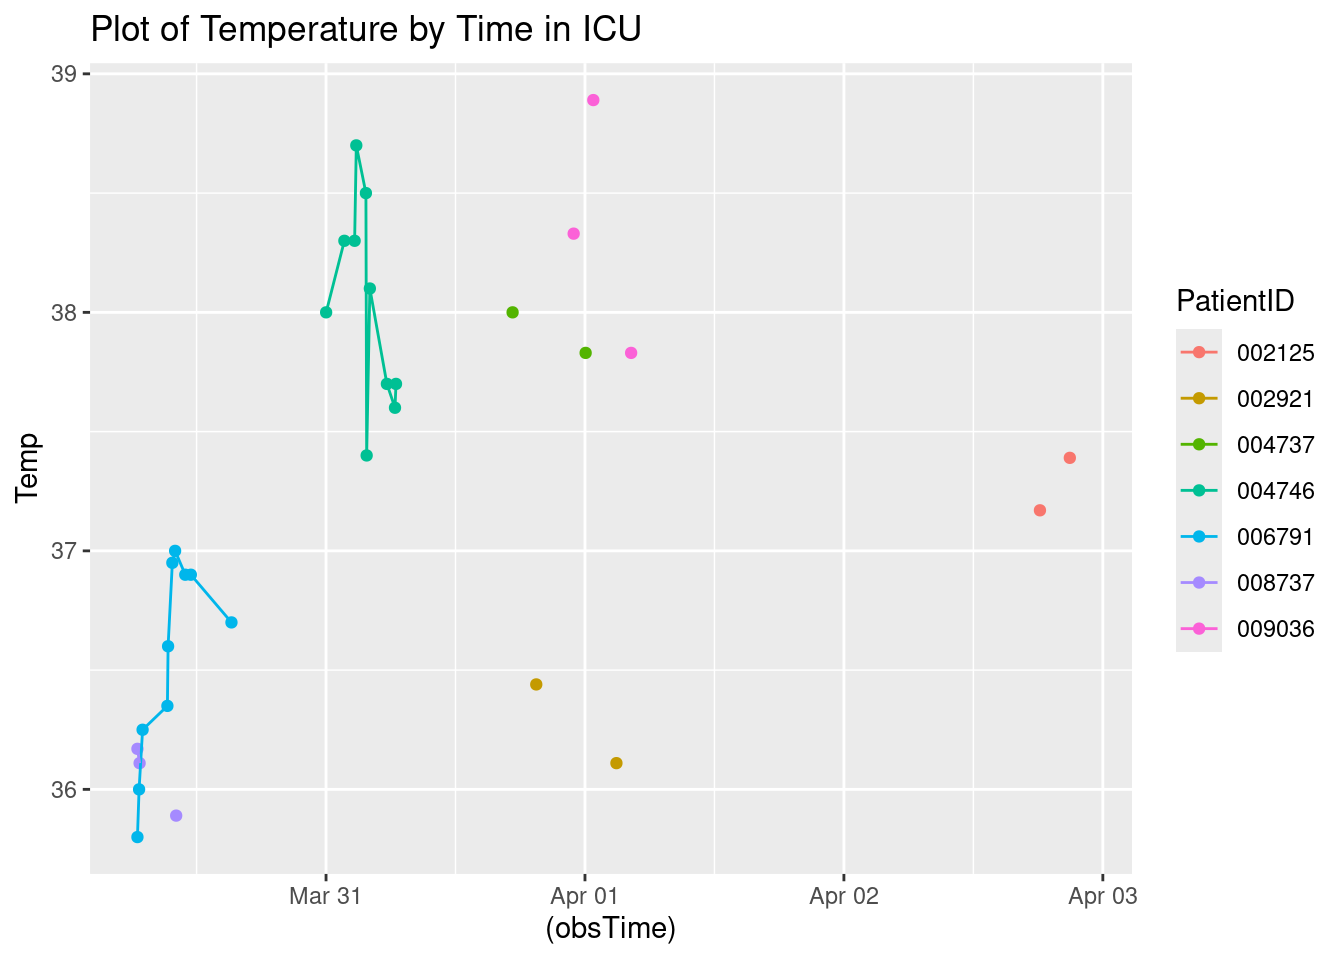 Plot of Temperature by Time in ICU
39
38
37
36
Temp
Mar 31
Apr 01
Apr 02
Apr 03
(obsTime)
PatientID
002125
002921
004737
004746
006791
008737
009036